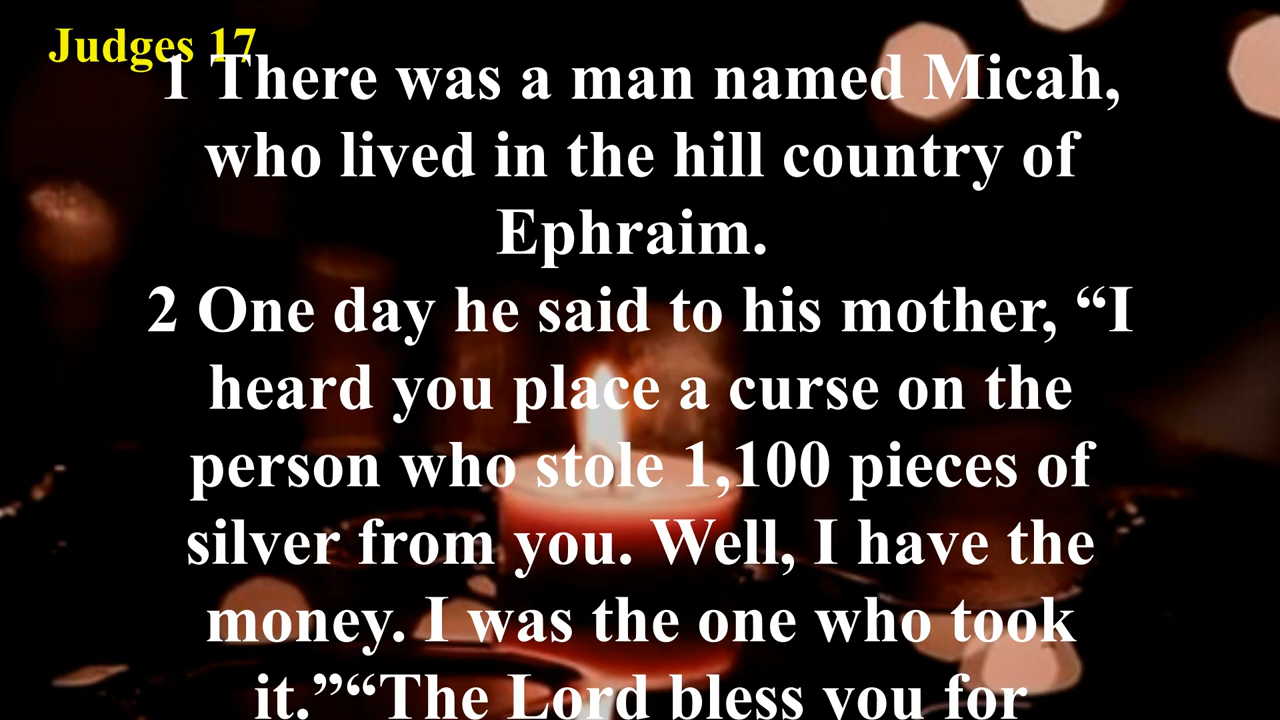 Judges 17
1 There was a man named Micah,
who lived in the hill country of
Ephraim.
2 One day he said to his mother, “I
heard you place a curse on the
person who stole 1,100 pieces of
silver from you. Well, I have the
money. I was the one who took
it.”“The Lord bless you for